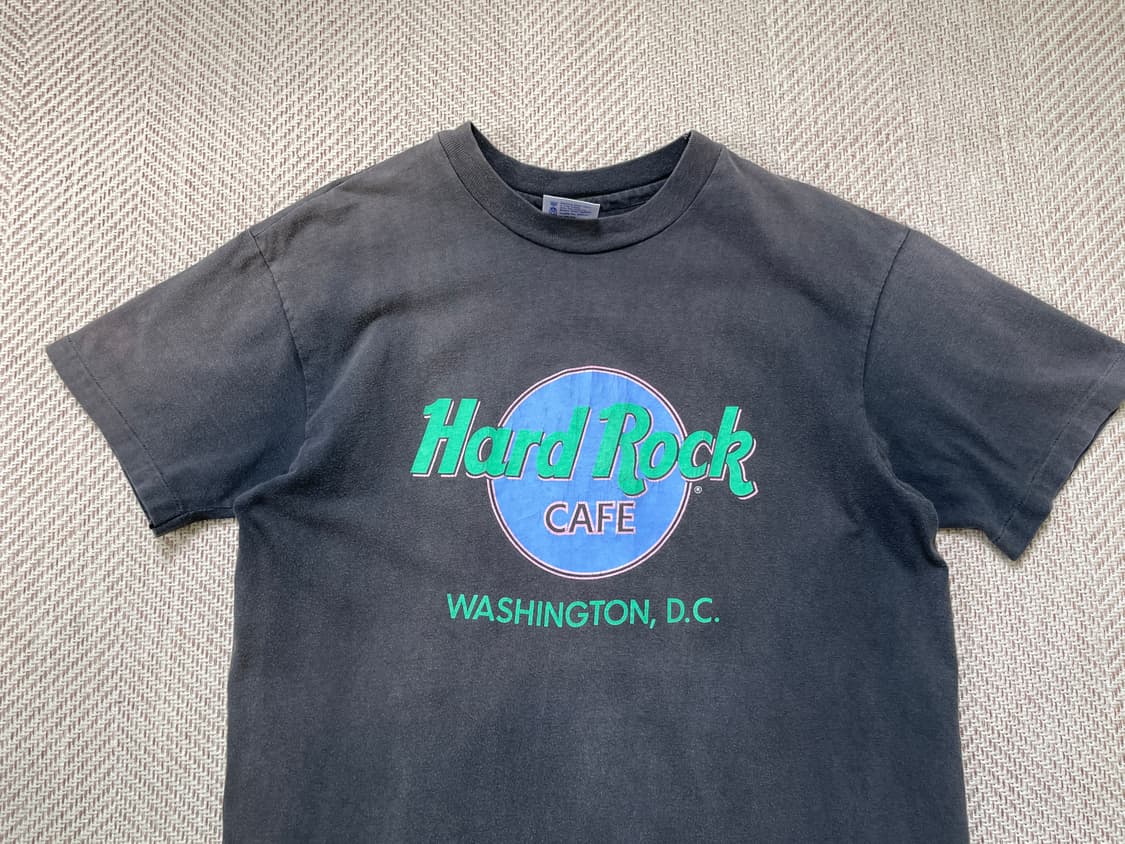 Hard Rock
®
CAFE
WASHINGTON, D.C.